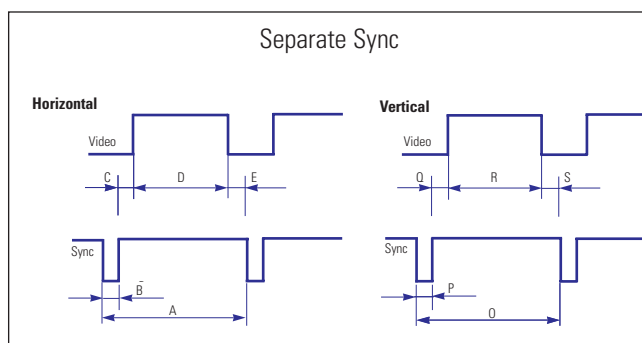 Separate Sync
Horizontal
Vertical
Video
Video
C
D
E
Q
R
S
Sync
Sync
B
P
A
O